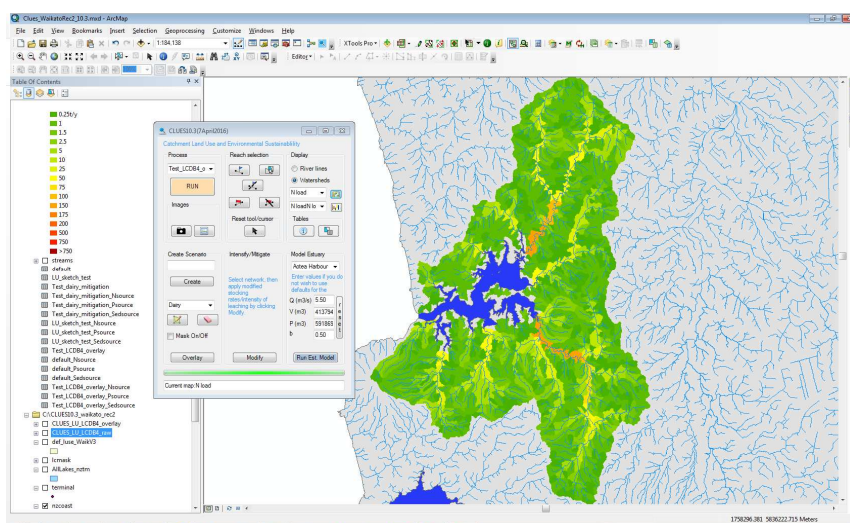 Clues_WaikatoRec2_10.3.mxd - ArcMap
File Edit View Bookmarks Insert Selection Geoprocessing Customize Windows Help
1:184,138
XTools Pro
Editor
Table Of Contents
0.25t/y
1
1.5
2.5
5
10
25
50
75
100
150
175
200
500
750
>750
streams
default
LU_sketch_test
Test_dairy_mitigation
Test_dairy_mitigation_Nsource
Test_dairy_mitigation_Psource
Test_dairy_mitigation_Sedsource
LU_sketch_test_Nsource
LU_sketch_test_Psource
LU_sketch_test_Sedsource
Test_LCDB4_overlay
default_Nsource
default_Psource
default_Sedsource
Test_LCDB4_overlay_Nsource
Test_LCDB4_overlay_Psource
Test_LCDB4_overlay_Sedsource
C:\CLUES10.3_waikato_rec2
CLUES_LU_LCDB4_overlay
CLUES_LU_LCDB4_raw
def_luse_WaikV3
lcmask
AllLakes_nztm
terminal
nzcoast
CLUES10.3(7April2016)
Catchment Land Use and Environmental Sustainability
Process
Test_LCDB4_o
RUN
Images
Reach selection
Reset tool/cursor
Display
River lines
Watersheds
N load
NloadN lo
Tables
Create Scenario
Create
Dairy
Mask On/Off
Overlay
Intensify/Mitigate
Select network, then
apply modified
stocking
rates/intensity of
leaching by clicking
Modify.
Modify
Model Estuary
Aotea Harbour
Enter values if you do
not wish to use
defaults for the
Q (m3/s) 5.50
V (m3) 413794
P (m3) 591868
b 0.50
reset
Run Est. Model
Current map:N load
1758296.381 5836222.715 Meters